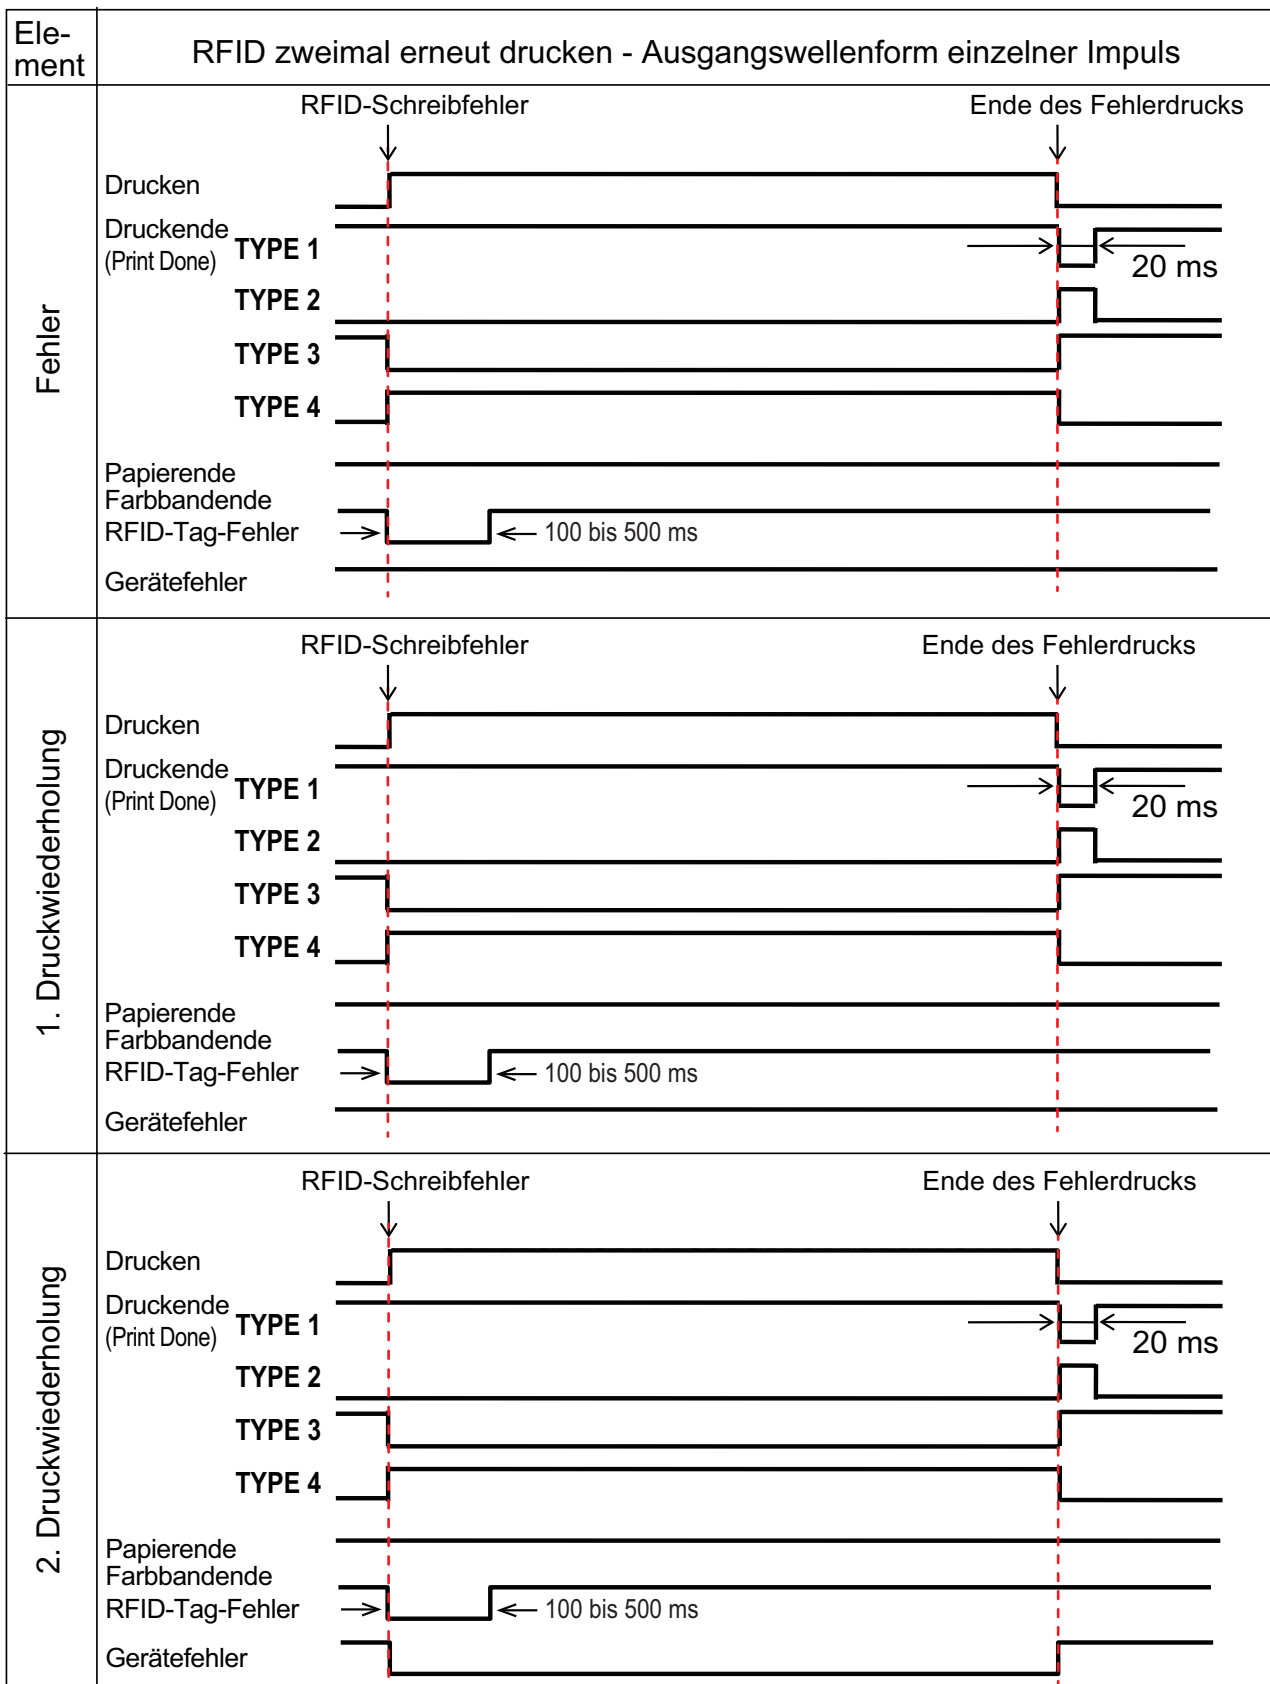 Ele-
ment
RFID zweimal erneut drucken - Ausgangswellenform einzelner Impuls
Fehler
RFID-Schreibfehler
Ende des Fehlerdrucks
Drucken
Druckende
(Print Done)
TYPE 1
20 ms
TYPE 2
TYPE 3
TYPE 4
Papierende
Farbbandende
RFID-Tag-Fehler
100 bis 500 ms
Gerätefehler
1. Druckwiederholung
RFID-Schreibfehler
Ende des Fehlerdrucks
Drucken
Druckende
(Print Done)
TYPE 1
20 ms
TYPE 2
TYPE 3
TYPE 4
Papierende
Farbbandende
RFID-Tag-Fehler
100 bis 500 ms
Gerätefehler
2. Druckwiederholung
RFID-Schreibfehler
Ende des Fehlerdrucks
Drucken
Druckende
(Print Done)
TYPE 1
20 ms
TYPE 2
TYPE 3
TYPE 4
Papierende
Farbbandende
RFID-Tag-Fehler
100 bis 500 ms
Gerätefehler